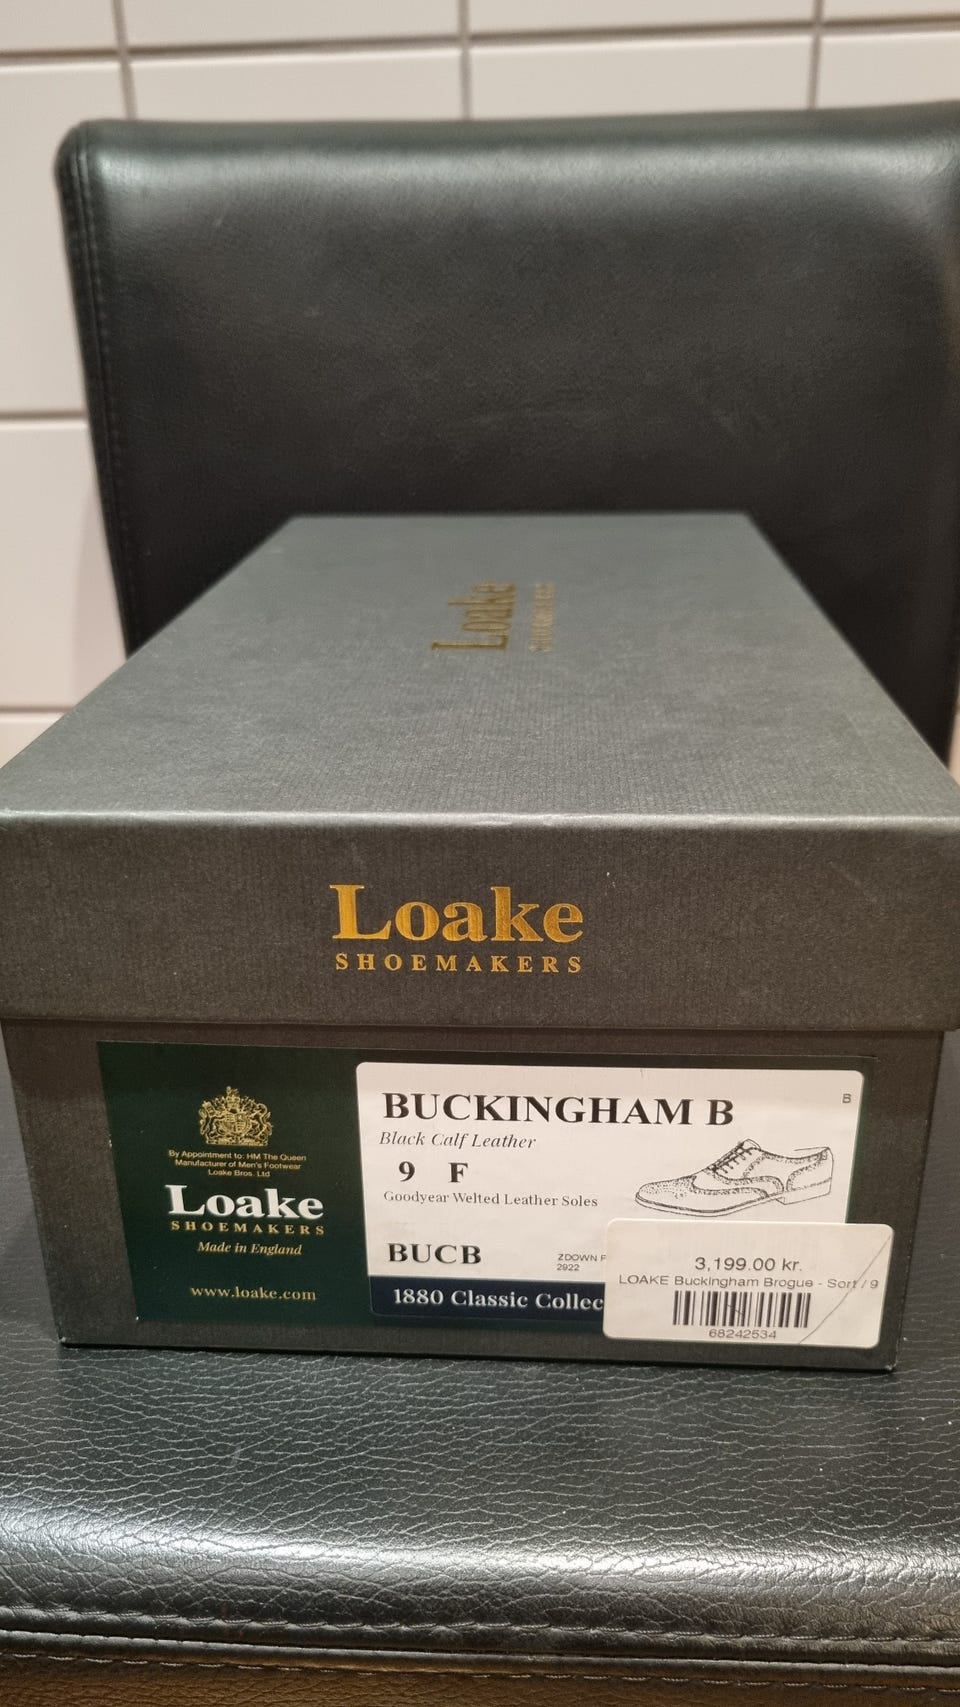 Loake
Loake
SHOEMAKERS
By Appointment to: HM The Queen
Manufacturer of Men's Footwear
Loake Bros. Ltd
Loake
SHOEMAKERS
Made in England
www.loake.com
BUCKINGHAM B
B
Black Calf Leather
9 F
Goodyear Welted Leather Soles
BUCB
ZDOWN
2922
1880 Classic Collec
3,199.00 kr.
LOAKE Buckingham Brogue - Sort / 9
68242534